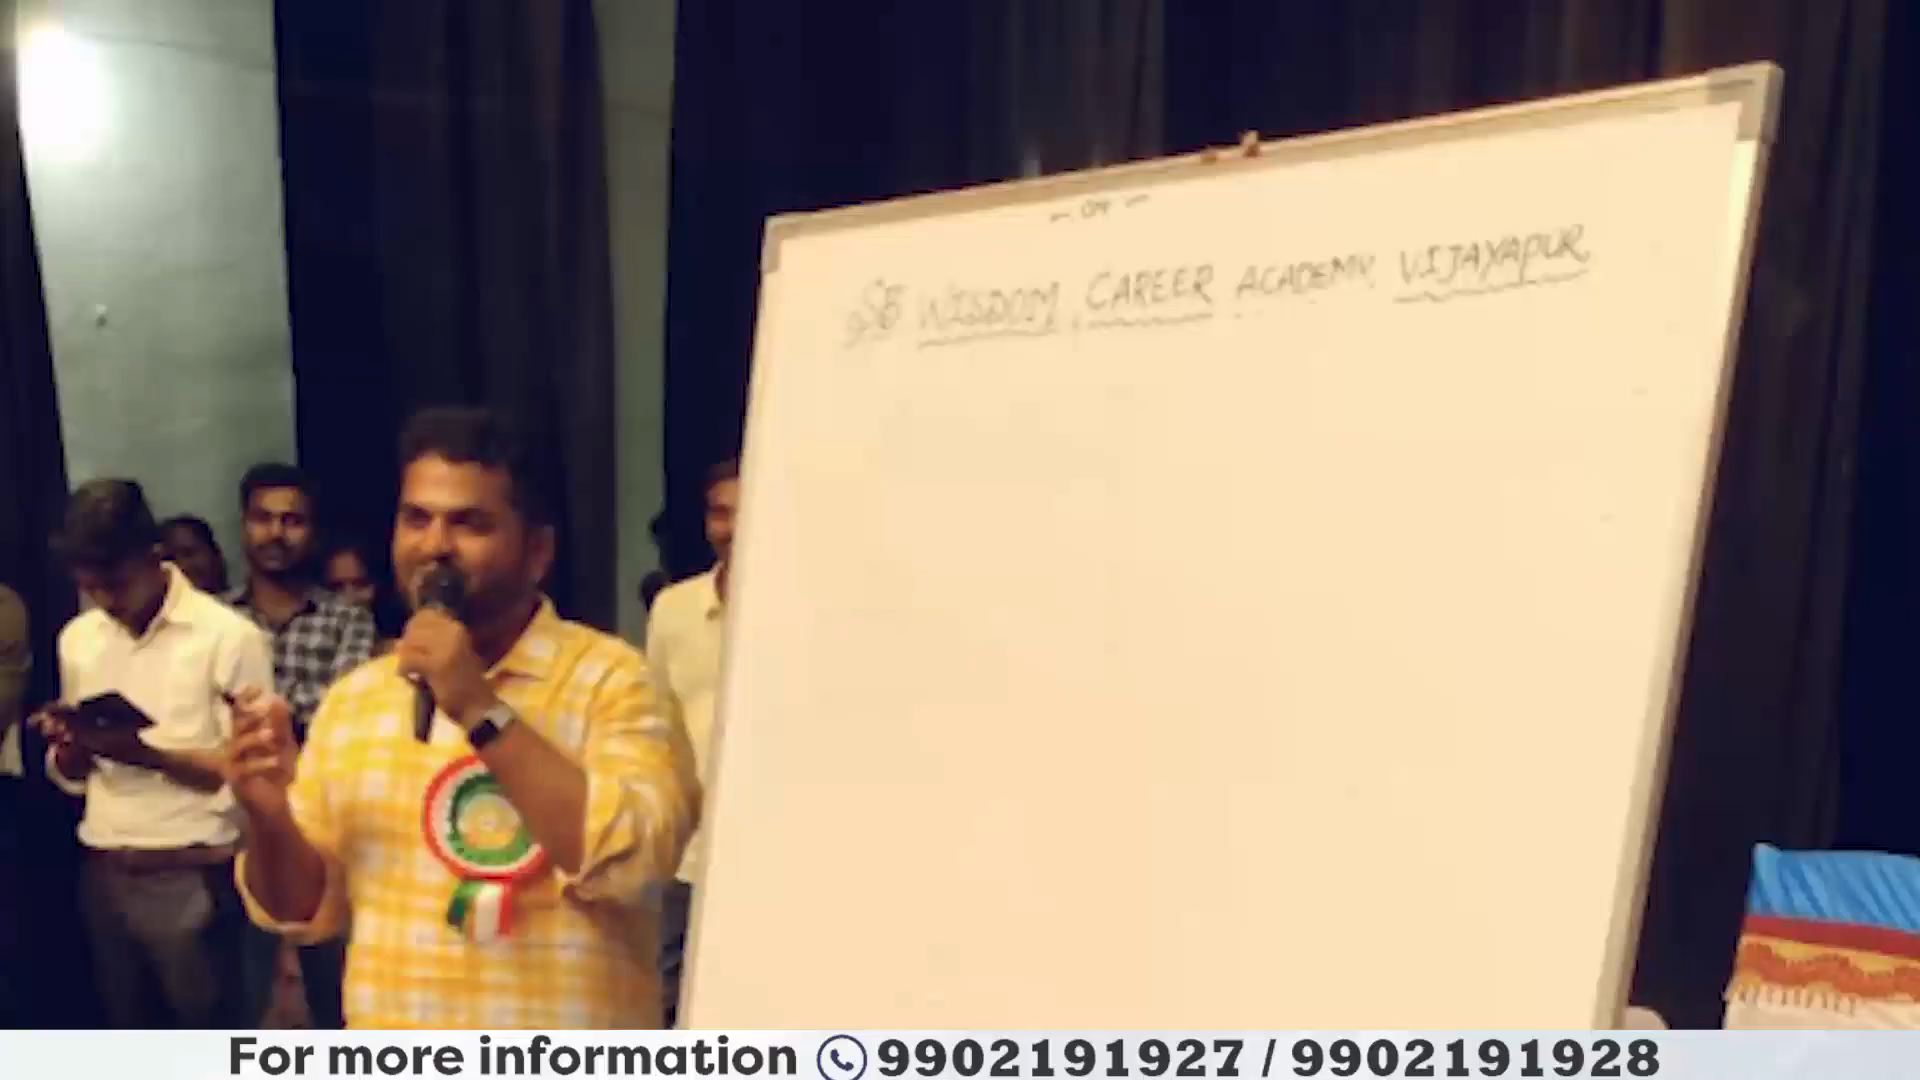 WISDOM CAREER ACADEMY, VIJAYAPUR
For more information 9902191927 / 9902191928